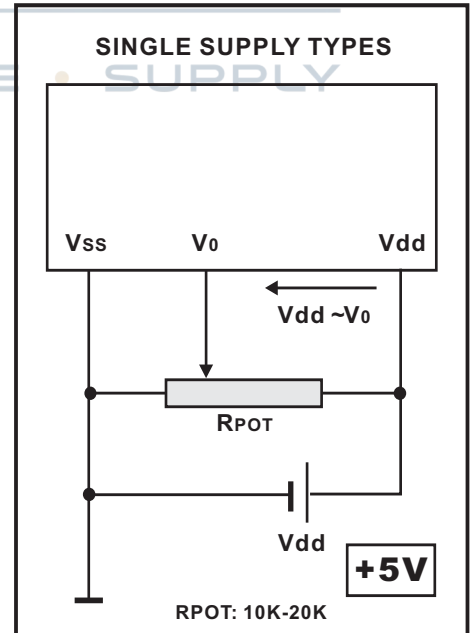 SINGLE SUPPLY TYPES
E • SUPPLY
Vss V0 Vdd
Vdd ~V0
RPOT
Vdd
+5V
RPOT: 10K-20K